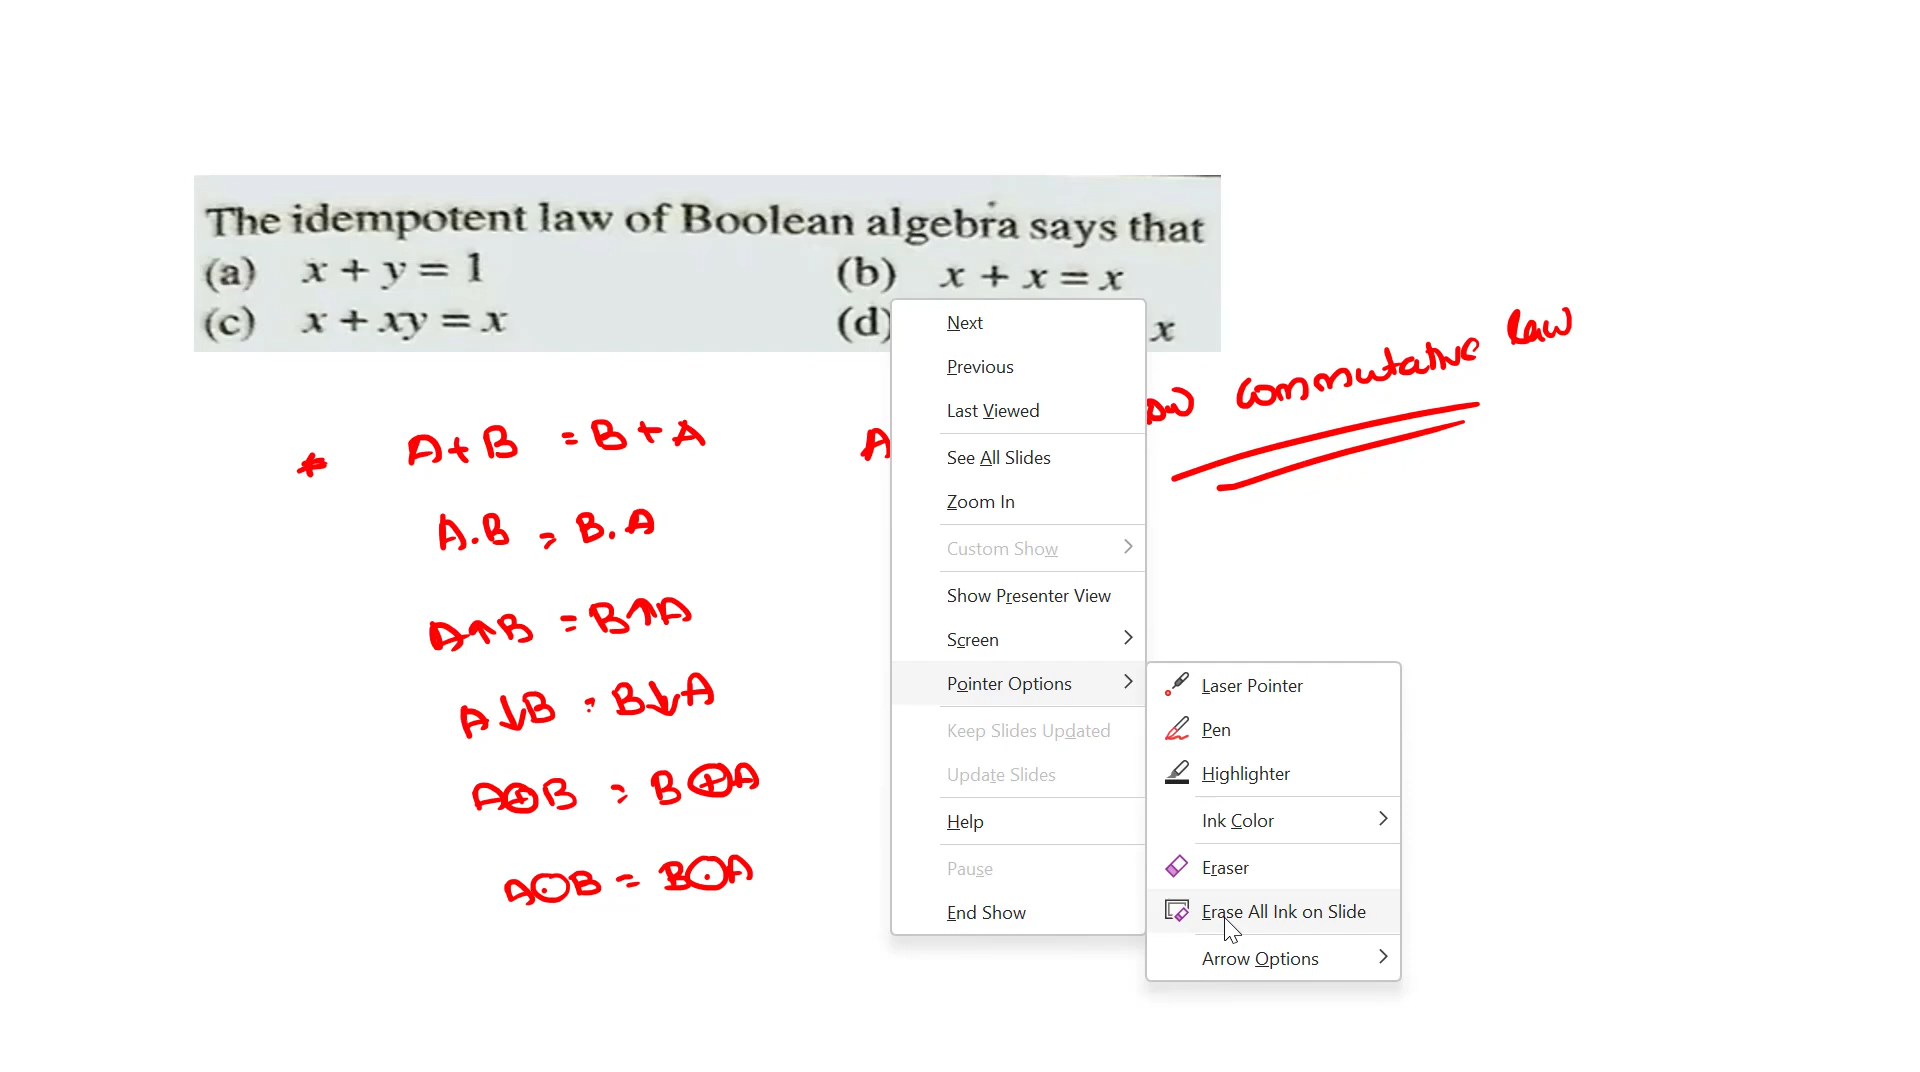 The idempotent law of Boolean algebra says that
(a) x + y = 1
(b) x + x = x
(c) x + xy = x
(d) x
commutative law
* A+B = B+A
A
A.B = B.A
A↑B = B↑A
A↓B = B↓A
A⊕B = B⊕A
A⊙B = B⊙A
Next
Previous
Last Viewed
See All Slides
Zoom In
Custom Show
Show Presenter View
Screen
Pointer Options
Keep Slides Updated
Update Slides
Help
Pause
End Show
Laser Pointer
Pen
Highlighter
Ink Color
Eraser
Erase All Ink on Slide
Arrow Options